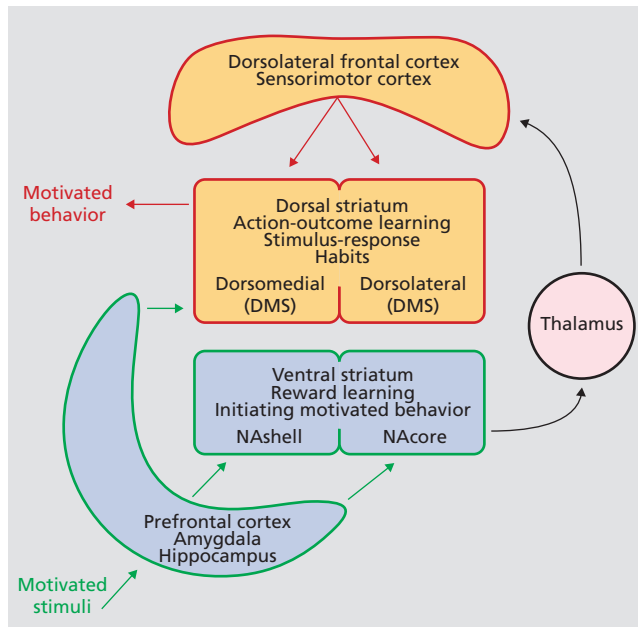 Dorsolateral frontal cortex
Sensorimotor cortex
Motivated
behavior
Dorsal striatum
Action-outcome learning
Stimulus-response
Habits
Dorsomedial
(DMS)
Dorsolateral
(DMS)
Thalamus
Ventral striatum
Reward learning
Initiating motivated behavior
NAshell
NAcore
Prefrontal cortex
Amygdala
Hippocampus
Motivated
stimuli